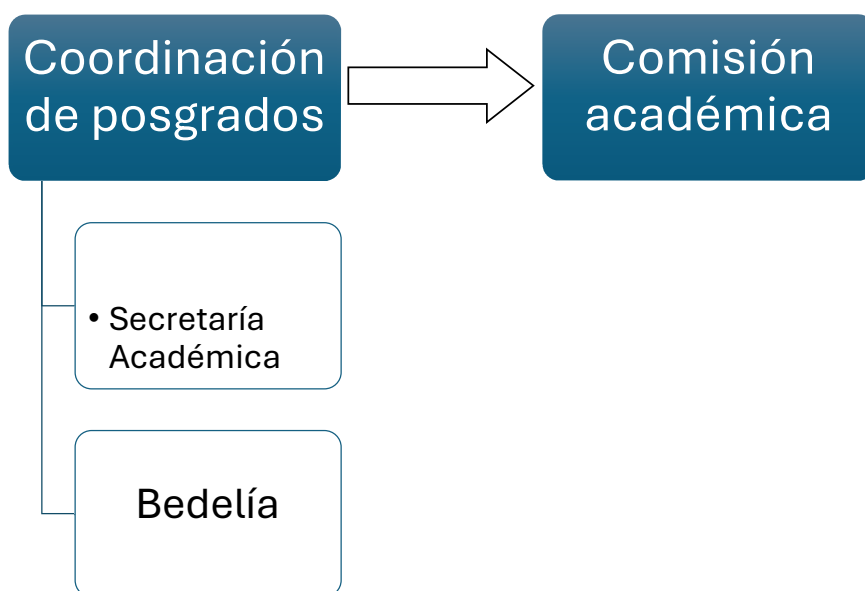 Coordinación
de posgrados
Comisión
académica
• Secretaría
Académica
Bedelía